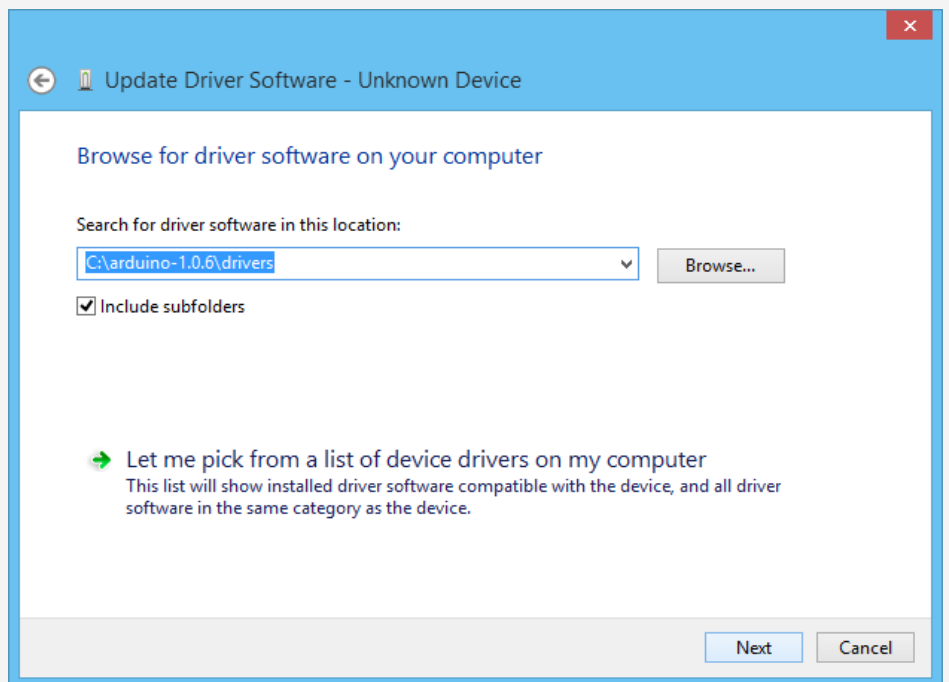 Update Driver Software - Unknown Device
Browse for driver software on your computer
Search for driver software in this location:
C:\arduino-1.0.6\drivers
Browse...
Include subfolders
Let me pick from a list of device drivers on my computer
This list will show installed driver software compatible with the device, and all driver
software in the same category as the device.
Next
Cancel